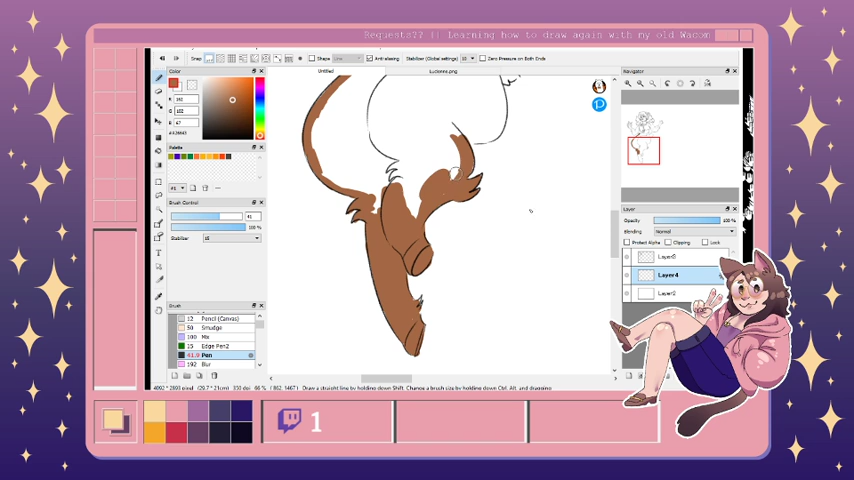 Requests?? || Learning how to draw again with my old Wacom
Snap
Shape
Anti-aliasing
Stabilizer (Global settings)
Zero Pressure on Both Ends
Color
Untitled
Lucienne.png
Navigator
R
G
B
67
Palette
#1
Brush Control
41
100 %
Stabilizer
15
Layer
Opacity
100 %
Blending
Normal
Protect Alpha
Clipping
Lock
Layer4
Layer2
Brush
12 Pencil (Canvas)
50 Smudge
100 Mix
15 Edge Pen2
41.0 Pen
192 Blur
Draw a straight line by holding down Shift, Change a brush size by holding down Ctrl, Alt, and dragging
1